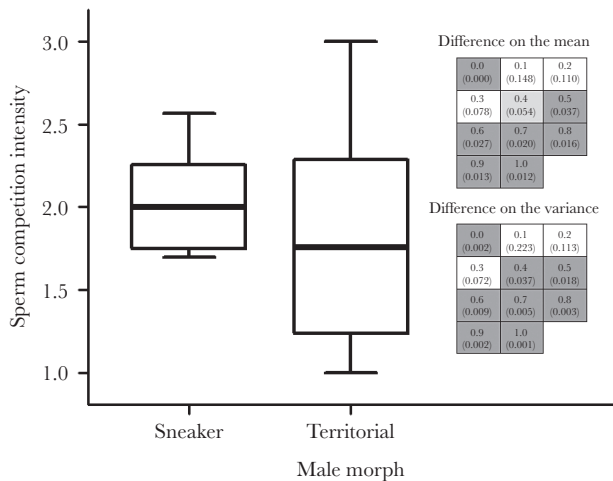 Sperm competition intensity
3.0
2.5
2.0
1.5
1.0
Sneaker Territorial
Male morph
Difference on the mean
0.0 0.1 0.2
(0.000) (0.148) (0.110)
0.3 0.4 0.5
(0.078) (0.054) (0.037)
0.6 0.7 0.8
(0.027) (0.020) (0.016)
0.9 1.0
(0.013) (0.012)
Difference on the variance
0.0 0.1 0.2
(0.002) (0.223) (0.113)
0.3 0.4 0.5
(0.072) (0.037) (0.018)
0.6 0.7 0.8
(0.009) (0.005) (0.003)
0.9 1.0
(0.002) (0.001)